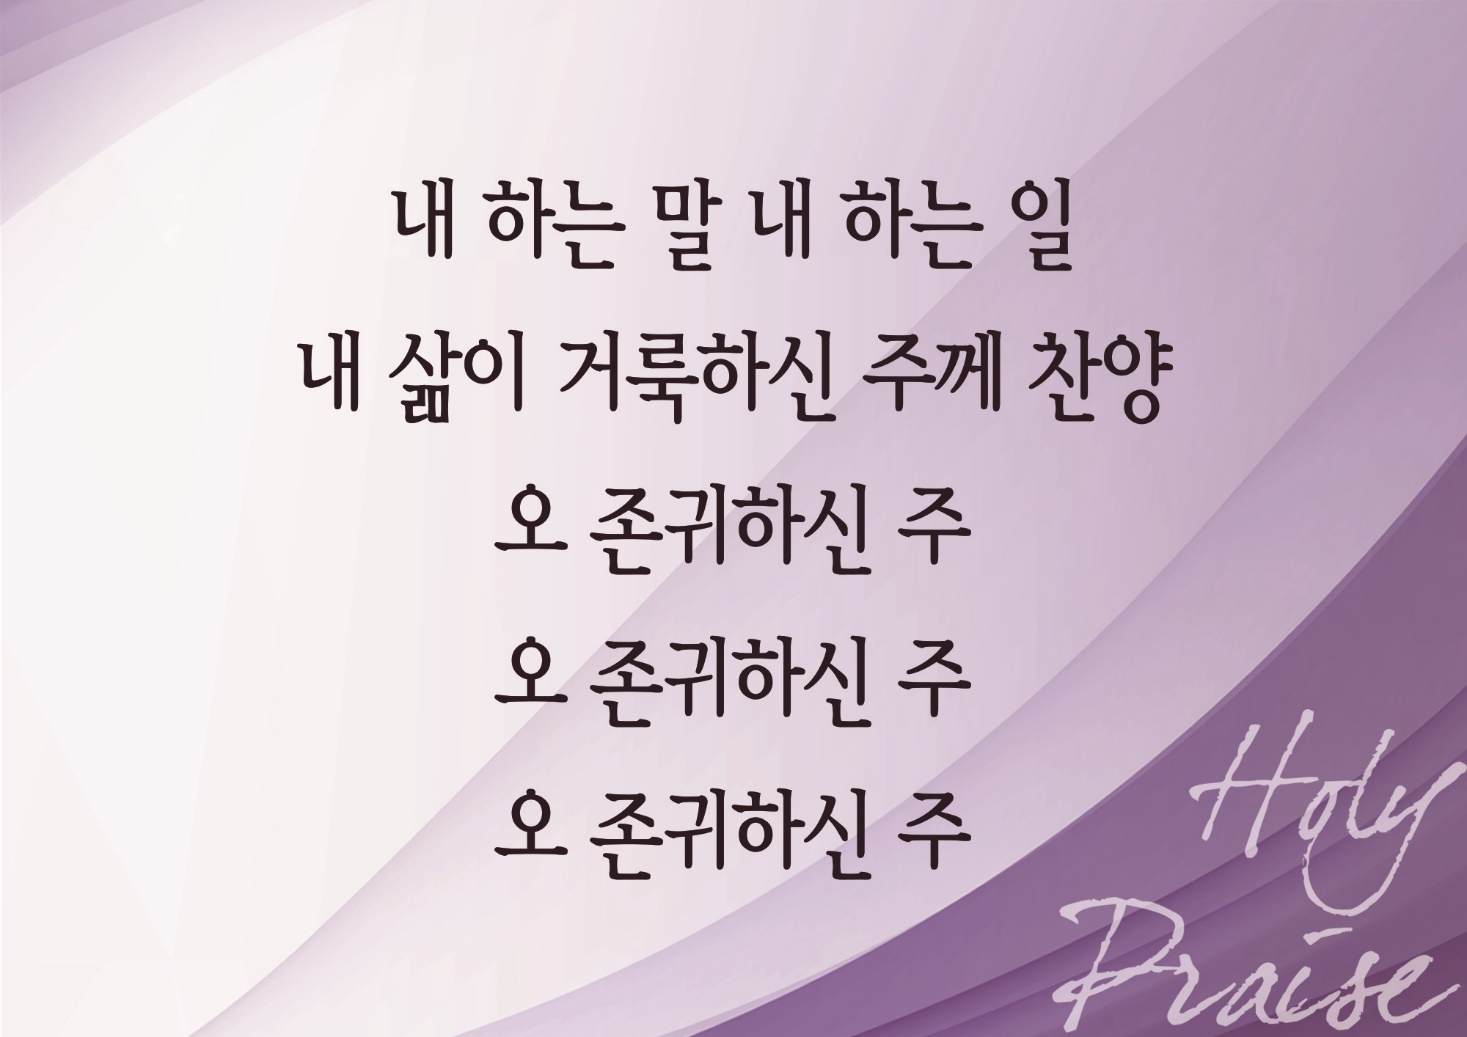 내 하는 말 내 하는 일
내 삶이 거룩하신 주께 찬양
오 존귀하신 주
오 존귀하신 주
오 존귀하신 주
Holy
Praise